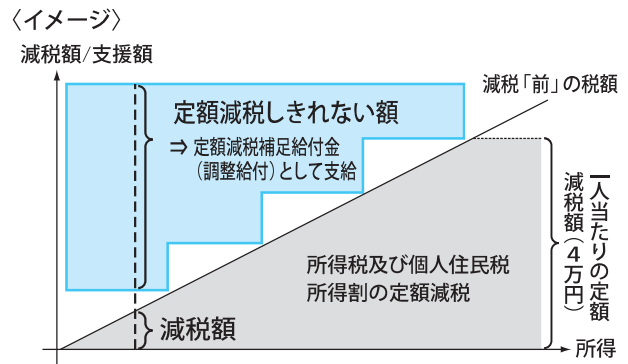 〈イメージ〉
減税額/支援額
減税「前」の税額
定額減税しきれない額
⇒ 定額減税補足給付金
（調整給付）として支給
一人当たりの定額
減税額（４万円）
所得税及び個人住民税
所得割の定額減税
減税額
所得